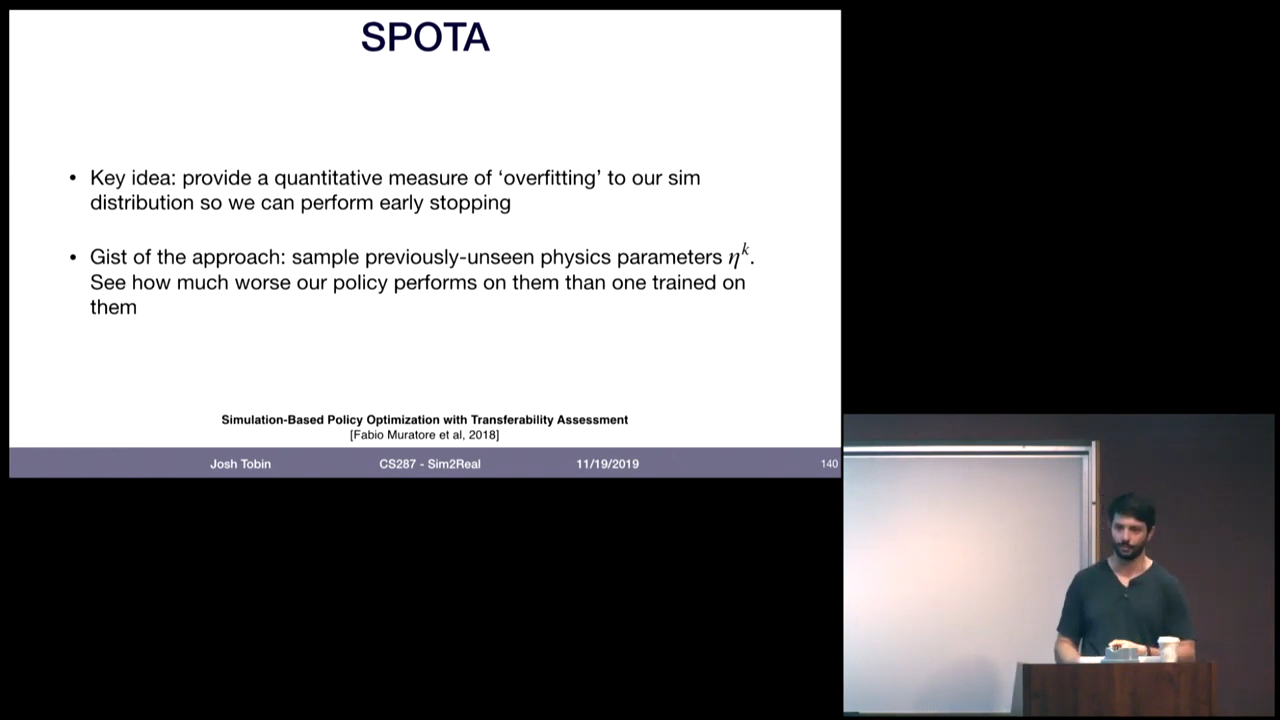 SPOTA
• Key idea: provide a quantitative measure of ‘overfitting’ to our sim
distribution so we can perform early stopping
• Gist of the approach: sample previously-unseen physics parameters ηᵏ.
See how much worse our policy performs on them than one trained on
them
Simulation-Based Policy Optimization with Transferability Assessment
[Fabio Muratore et al, 2018]
Josh Tobin CS287 - Sim2Real 11/19/2019 140